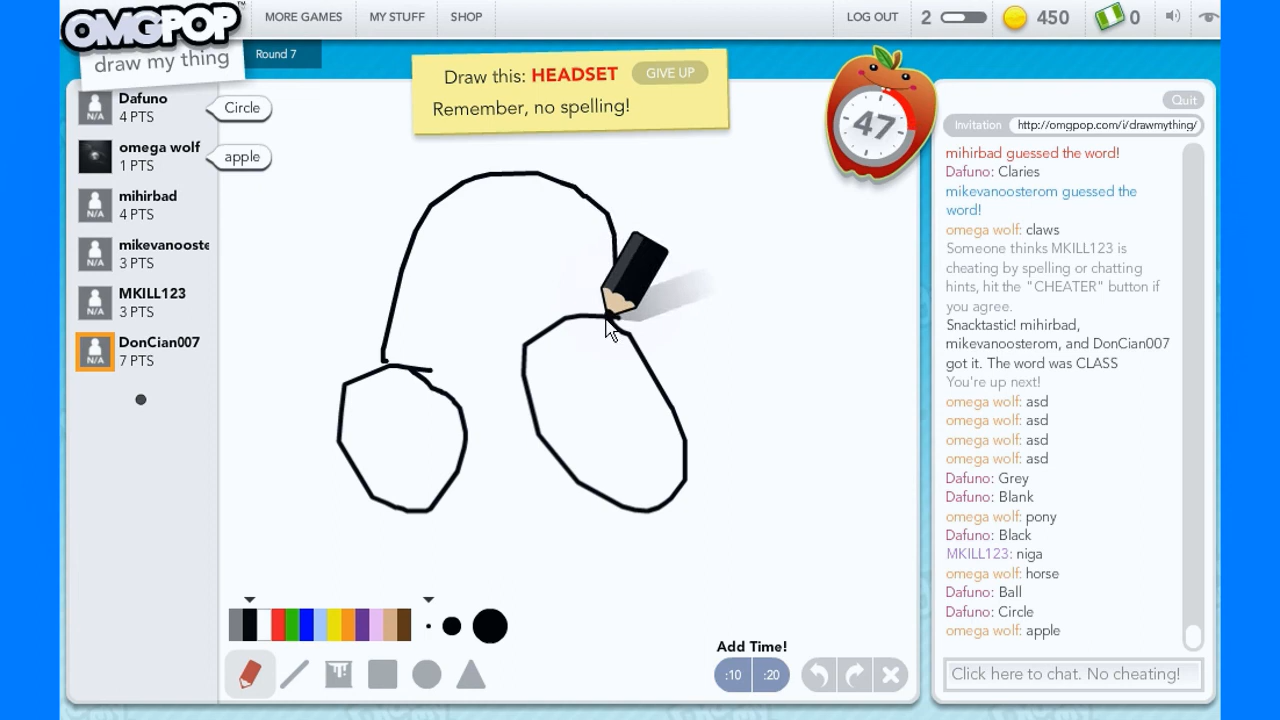 OMGPOP™
MORE GAMES
MY STUFF
SHOP
LOG OUT
2
450
0
draw my thing
Round 7
Draw this: HEADSET
GIVE UP
Remember, no spelling!
47
Dafuno
4 PTS
Circle
omega wolf
1 PTS
apple
mihirbad
4 PTS
mikevanooste
3 PTS
MKILL123
3 PTS
DonCian007
7 PTS
N/A
N/A
N/A
N/A
N/A
Add Time!
:10
:20
Quit
Invitation
http://omgpop.com/i/drawmything/
mihirbad guessed the word!
Dafuno: Claries
mikevanoosterom guessed the
word!
omega wolf: claws
Someone thinks MKILL123 is
cheating by spelling or chatting
hints, hit the "CHEATER" button if
you agree.
Snacktastic! mihirbad,
mikevanoosterom, and DonCian007
got it. The word was CLASS
You're up next!
omega wolf: asd
omega wolf: asd
omega wolf: asd
omega wolf: asd
Dafuno: Grey
Dafuno: Blank
omega wolf: pony
Dafuno: Black
MKILL123: niga
omega wolf: horse
Dafuno: Ball
Dafuno: Circle
omega wolf: apple
Click here to chat. No cheating!